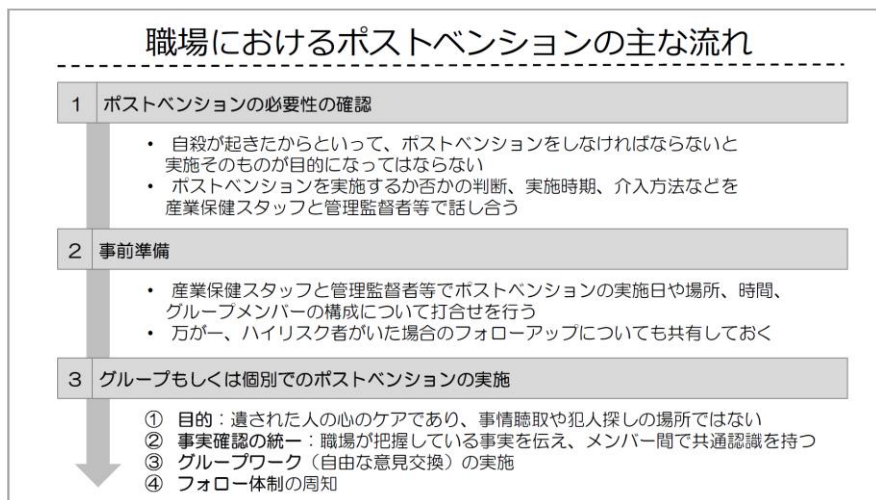 職場におけるポストベンションの主な流れ
1 ポストベンションの必要性の確認
• 自殺が起きたからといって、ポストベンションをしなければならないと
実施そのものが目的になってはならない
• ポストベンションを実施するか否かの判断、実施時期、介入方法などを
産業保健スタッフと管理監督者等で話し合う
2 事前準備
• 産業保健スタッフと管理監督者等でポストベンションの実施日や場所、時間、
グループメンバーの構成について打合せを行う
• 万が一、ハイリスク者がいた場合のフォローアップについても共有しておく
3 グループもしくは個別でのポストベンションの実施
① 目的：遺された人の心のケアであり、事情聴取や犯人探しの場所ではない
② 事実確認の統一：職場が把握している事実を伝え、メンバー間で共通認識を持つ
③ グループワーク（自由な意見交換）の実施
④ フォロー体制の周知